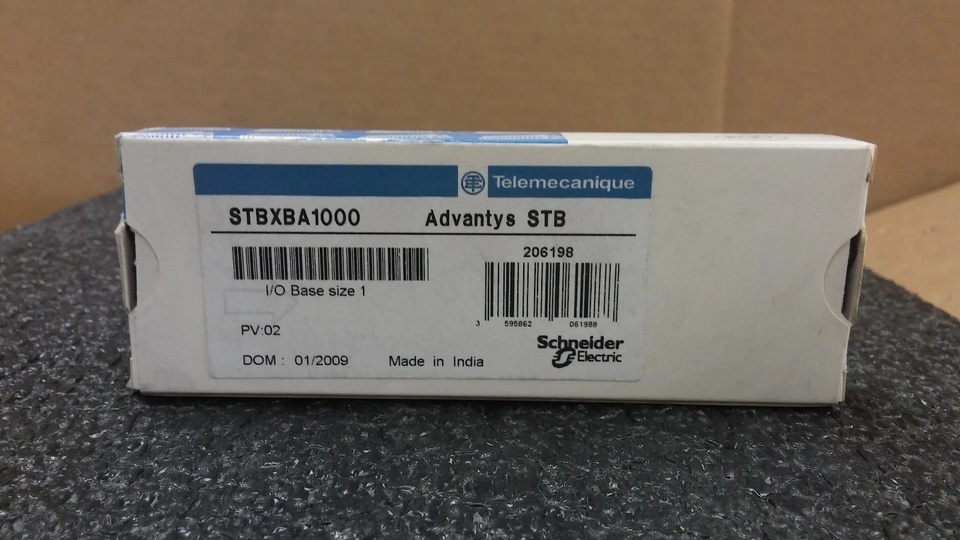 Telemecanique
STBXBA1000 Advantys STB
206198
I/O Base size 1
3 595862 061988
PV:02
Schneider
Electric
DOM : 01/2009 Made in India